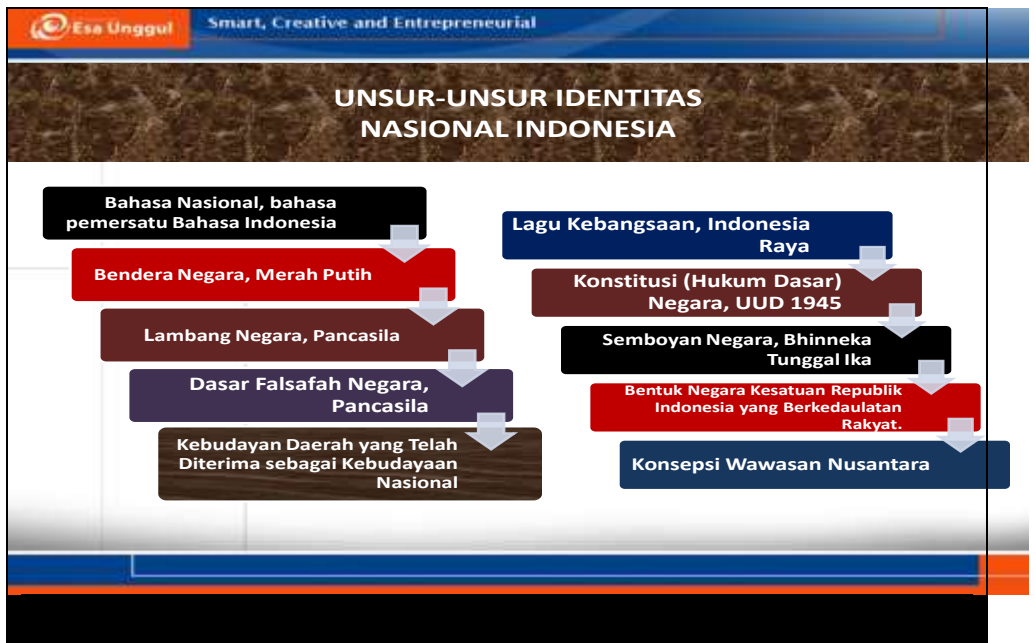 Esa Unggul
Smart, Creative and Entrepreneurial
UNSUR-UNSUR IDENTITAS
NASIONAL INDONESIA
Bahasa Nasional, bahasa
pemersatu Bahasa Indonesia
Bendera Negara, Merah Putih
Lambang Negara, Pancasila
Dasar Falsafah Negara,
Pancasila
Kebudayan Daerah yang Telah
Diterima sebagai Kebudayaan
Nasional
Lagu Kebangsaan, Indonesia
Raya
Konstitusi (Hukum Dasar)
Negara, UUD 1945
Semboyan Negara, Bhinneka
Tunggal Ika
Bentuk Negara Kesatuan Republik
Indonesia yang Berkedaulatan
Rakyat.
Konsepsi Wawasan Nusantara